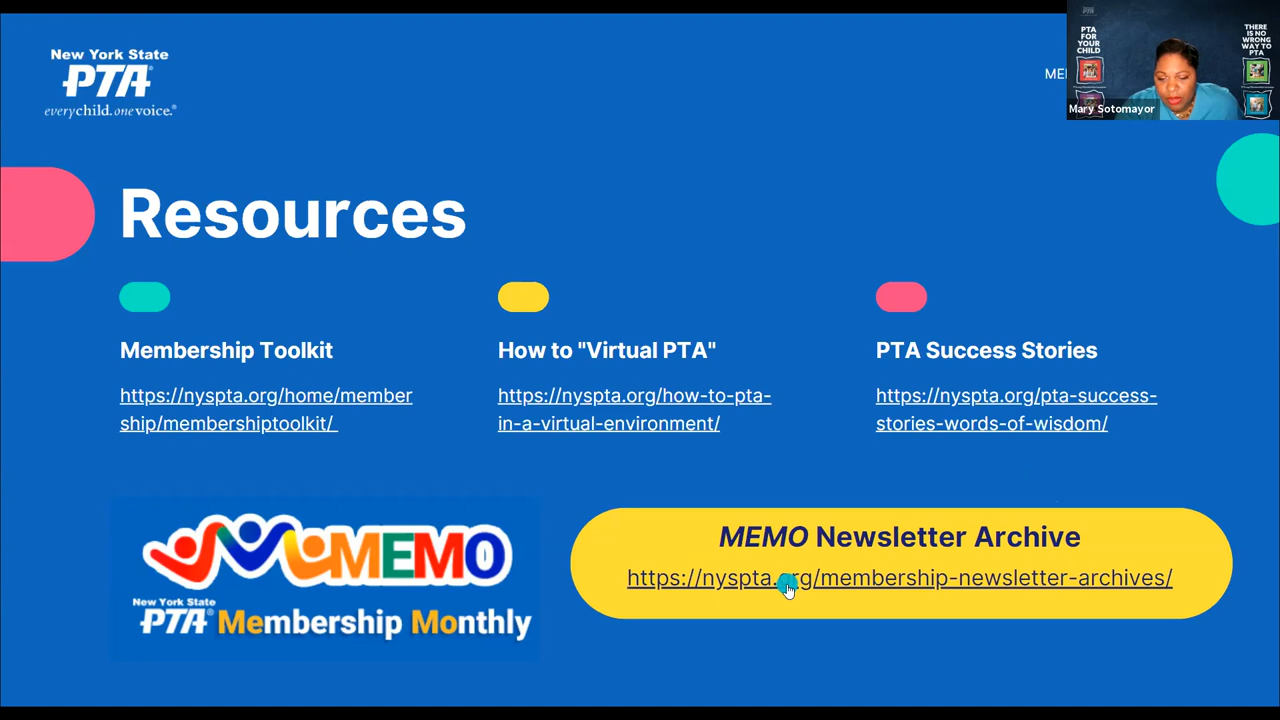 New York State
PTA®
everychild.onevoice.®
ME
PTA
FOR
YOUR
CHILD
THERE
IS NO
WRONG
WAY TO
PTA
Mary Sotomayor
Resources
Membership Toolkit
https://nyspta.org/home/member
ship/membershiptoolkit/
How to "Virtual PTA"
https://nyspta.org/how-to-pta-
in-a-virtual-environment/
PTA Success Stories
https://nyspta.org/pta-success-
stories-words-of-wisdom/
MEMO
New York State
PTA Membership Monthly
MEMO Newsletter Archive
https://nyspta.org/membership-newsletter-archives/